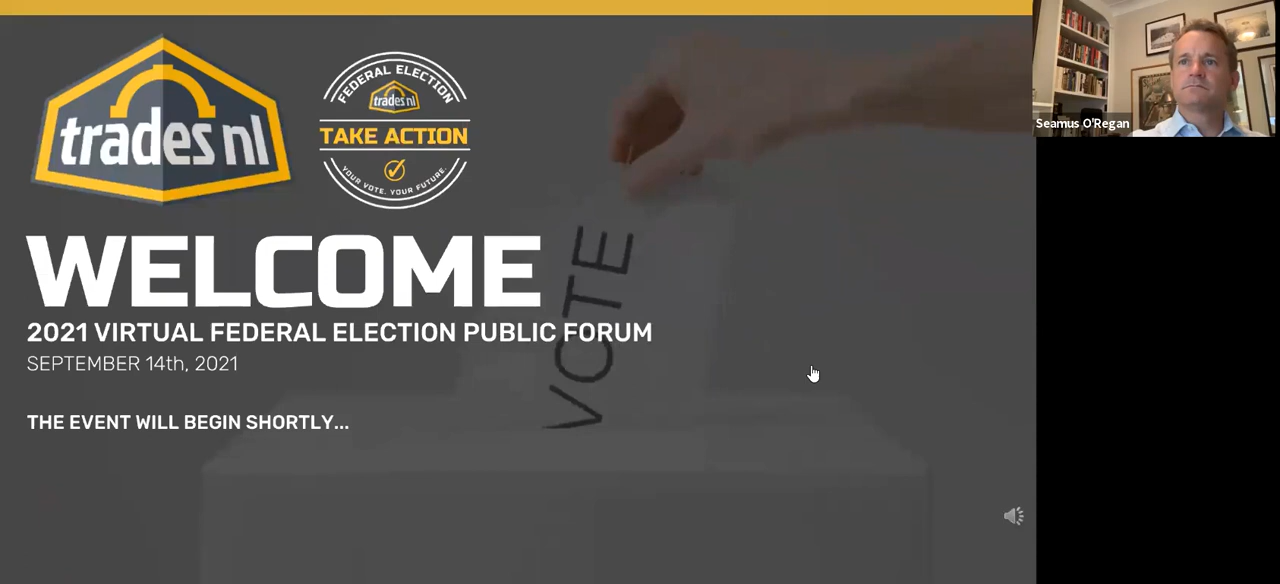 trades nl
FEDERAL ELECTION
trades nl
TAKE ACTION
YOUR VOTE. YOUR FUTURE.
WELCOME
2021 VIRTUAL FEDERAL ELECTION PUBLIC FORUM
SEPTEMBER 14th, 2021
THE EVENT WILL BEGIN SHORTLY...
VOTE
Seamus O'Regan